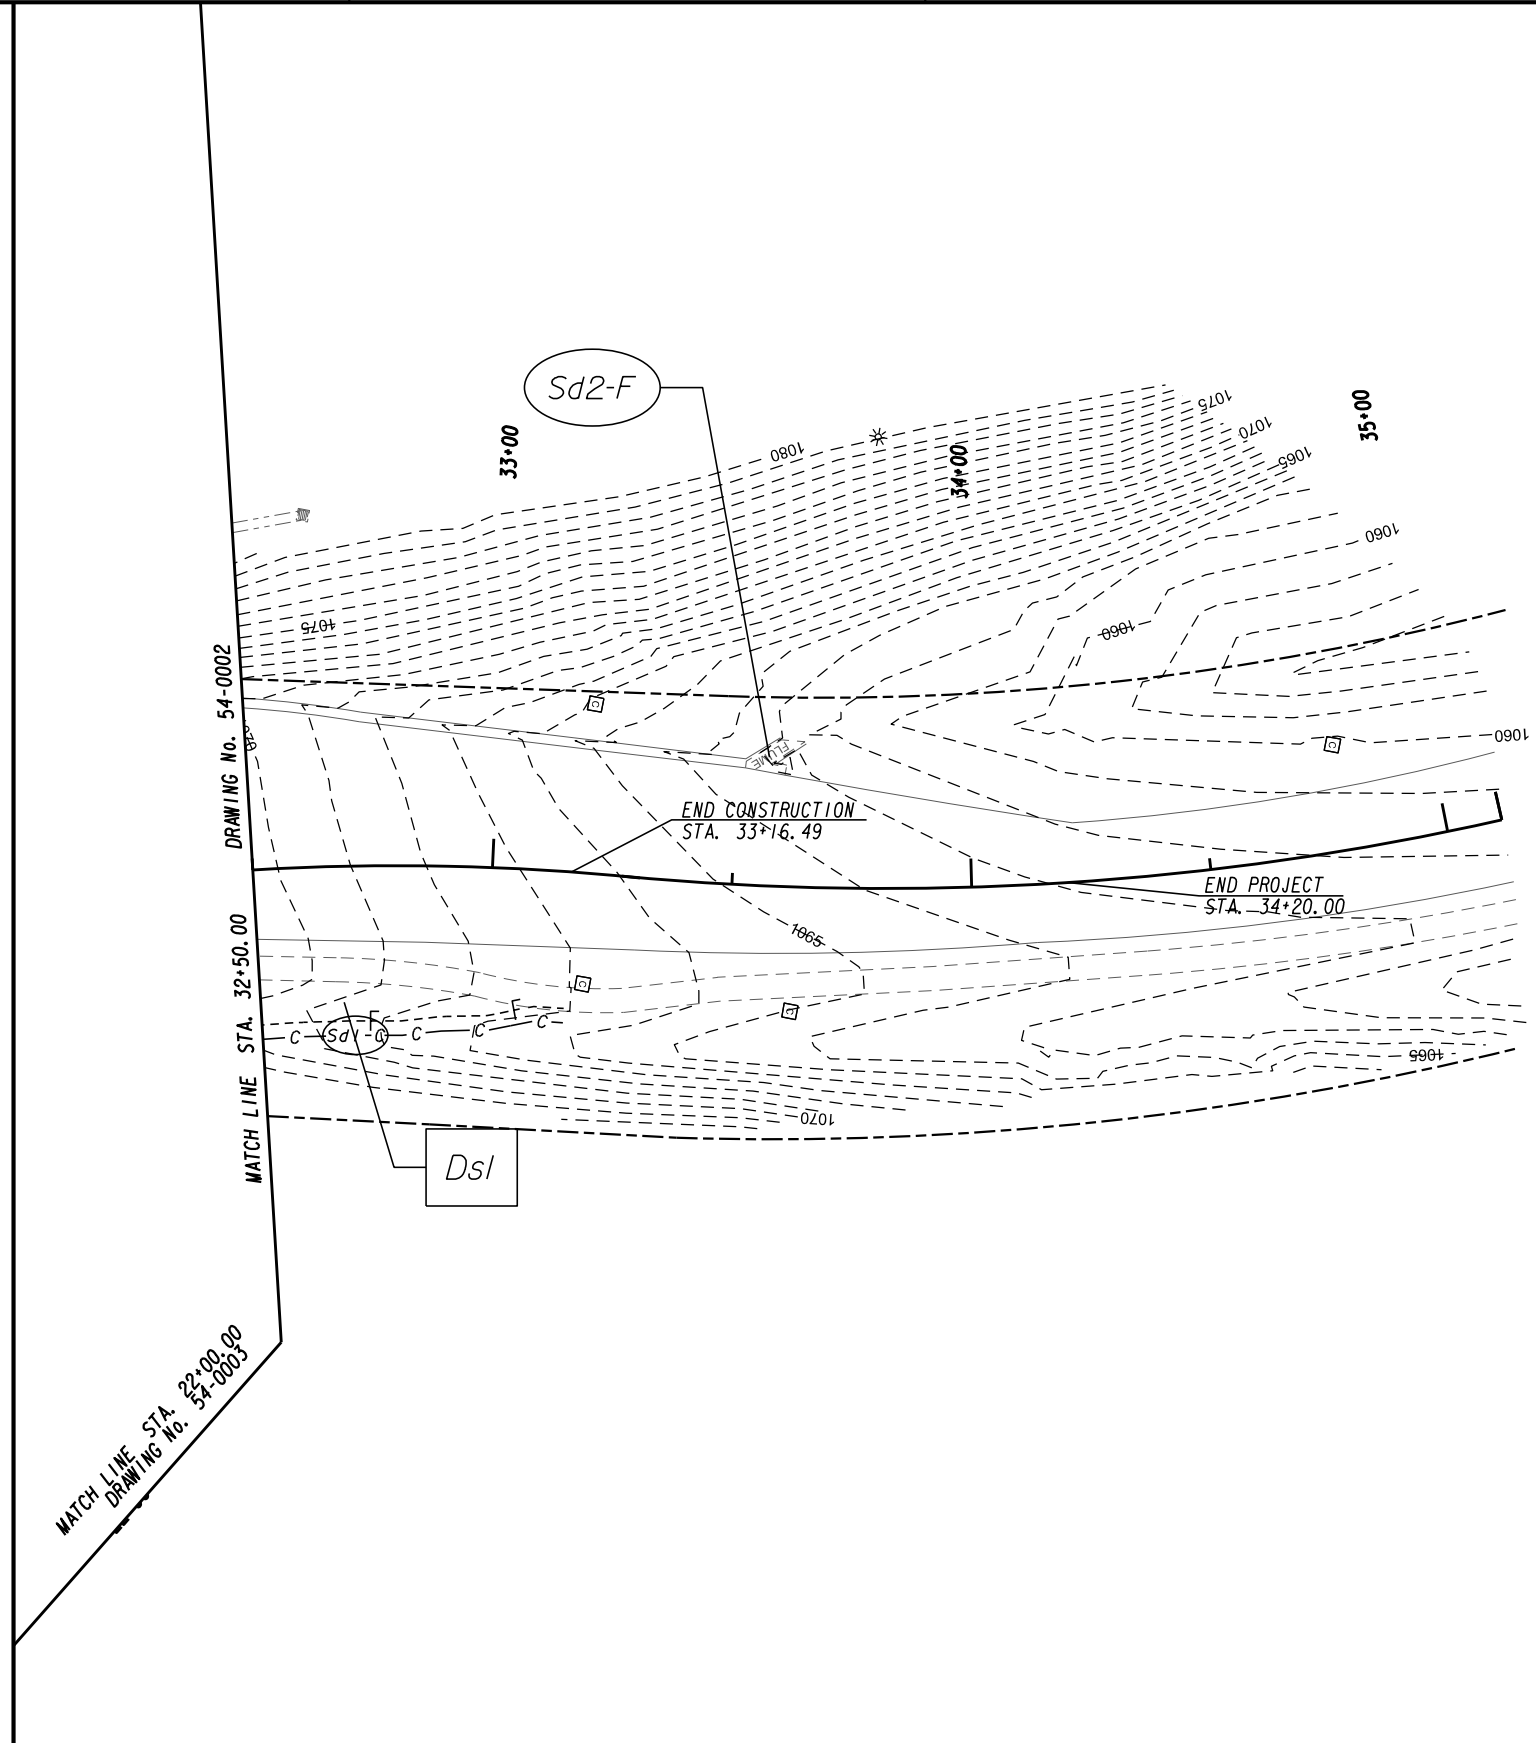 Sd2-F
33+00
34+00
35+00
1080
1075
1070
1065
1060
1075
1060
1060
C
C
FLUME
DRAWING No. 54-0002
MATCH LINE STA. 32+50.00
END CONSTRUCTION
STA. 33+16.49
END PROJECT
STA. 34+20.00
1065
C
C
F
F
C
Sd1-C
C
C
C
1065
1070
Ds1
MATCH LINE STA. 22+00.00
DRAWING No. 54-0003